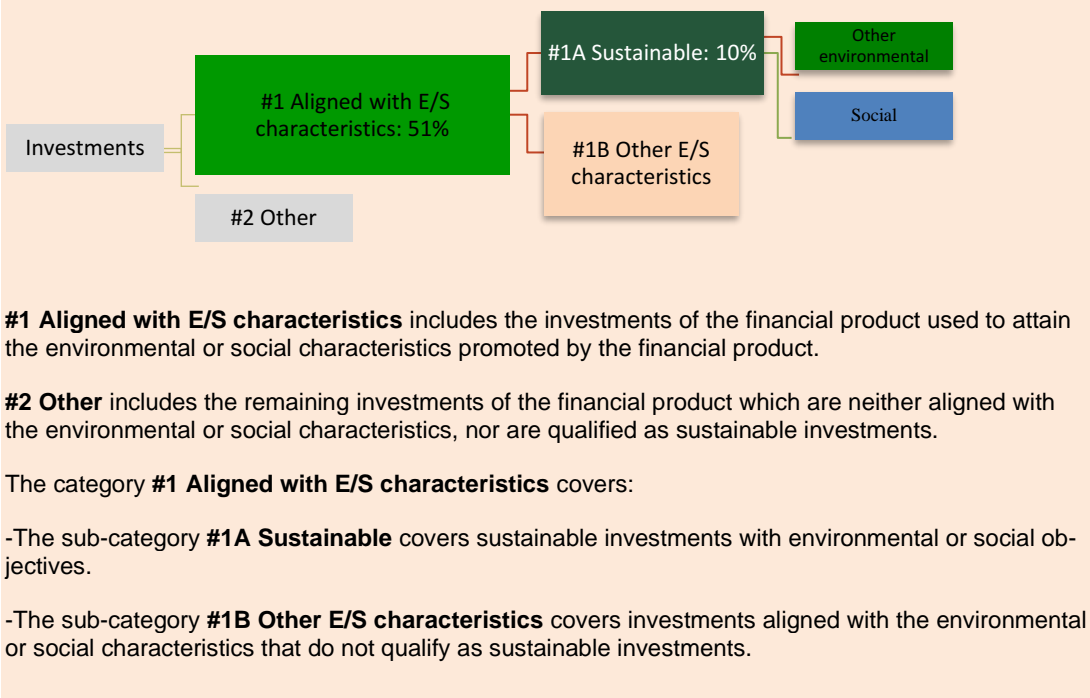 Investments
#1 Aligned with E/S
characteristics: 51%
#2 Other
#1A Sustainable: 10%
#1B Other E/S
characteristics
Other
environmental
Social
#1 Aligned with E/S characteristics includes the investments of the financial product used to attain
the environmental or social characteristics promoted by the financial product.
#2 Other includes the remaining investments of the financial product which are neither aligned with
the environmental or social characteristics, nor are qualified as sustainable investments.
The category #1 Aligned with E/S characteristics covers:
-The sub-category #1A Sustainable covers sustainable investments with environmental or social ob-
jectives.
-The sub-category #1B Other E/S characteristics covers investments aligned with the environmental
or social characteristics that do not qualify as sustainable investments.